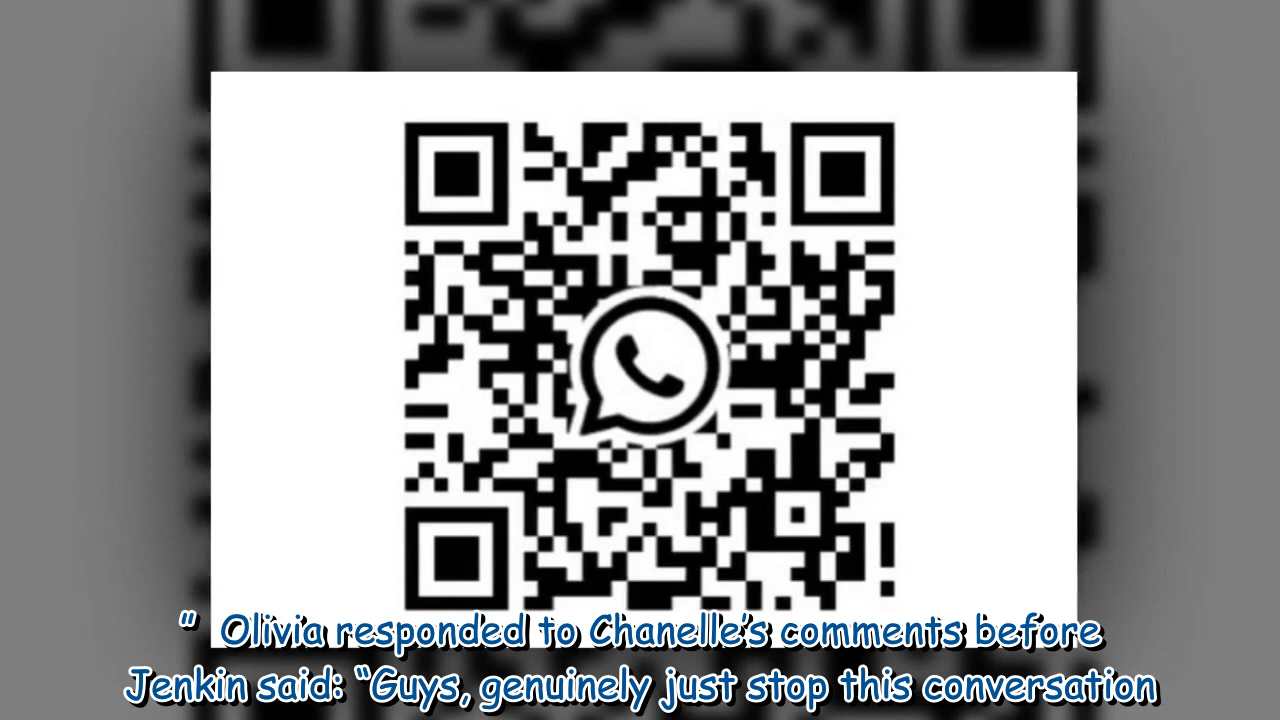 ”  Olivia responded to Chanelle’s comments before
Jenkin said: “Guys, genuinely just stop this conversation